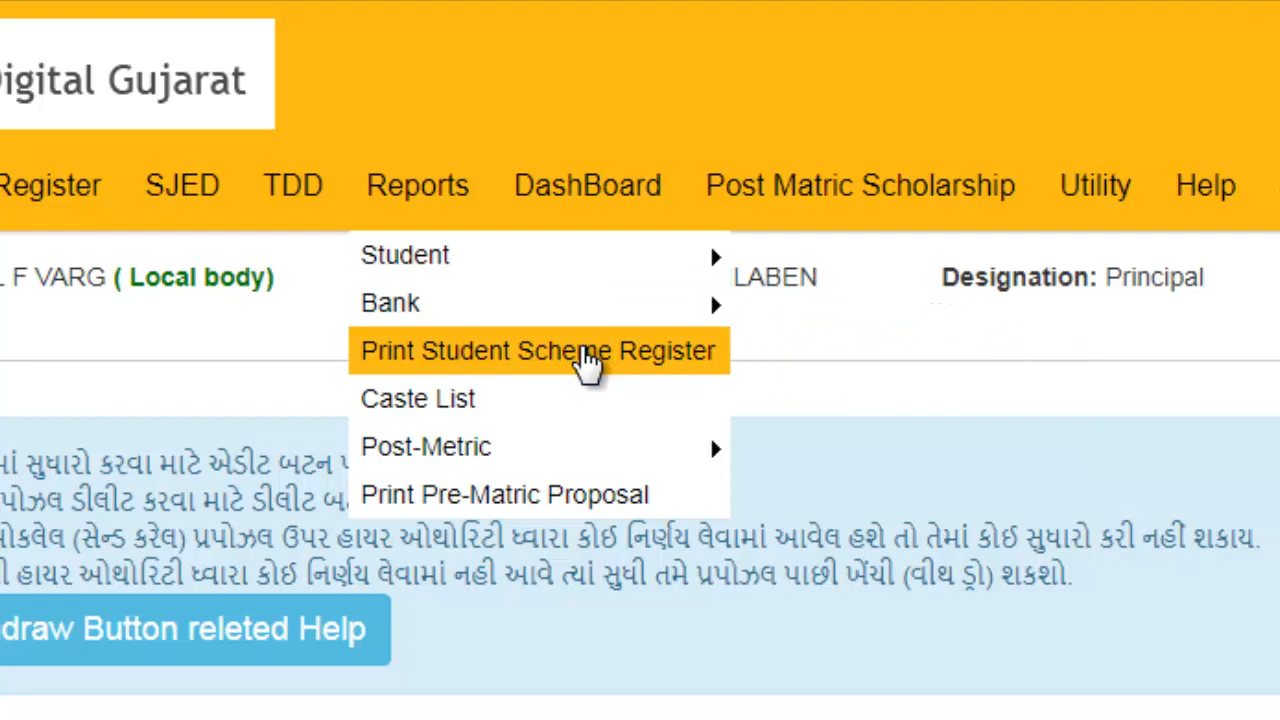 Digital Gujarat
Register SJED TDD Reports DashBoard Post Matric Scholarship Utility Help
L F VARG ( Local body) LABEN Designation: Principal
Student
Bank
Print Student Scheme Register
Caste List
Post-Metric
Print Pre-Matric Proposal
માં સુધારો કરવા માટે એડીટ બટન
પોઝલ ડીલીટ કરવા માટે ડીલીટ
ોકલેલ (સેન્ડ કરેલ) પ્રપોઝલ ઉપર હાયર ઓથોરિટી ધ્વારા કોઈ નિર્ણય લેવામાં આવેલ હશે તો તેમાં કોઈ સુધારો કરી નહીં શકાય.
ી હાયર ઓથોરિટી ધ્વારા કોઈ નિર્ણય લેવામાં નહી આવે ત્યાં સુધી તમે પ્રપોઝલ પાછી ખેંચી (વીથ ડ્રો) શકશો.
draw Button releted Help